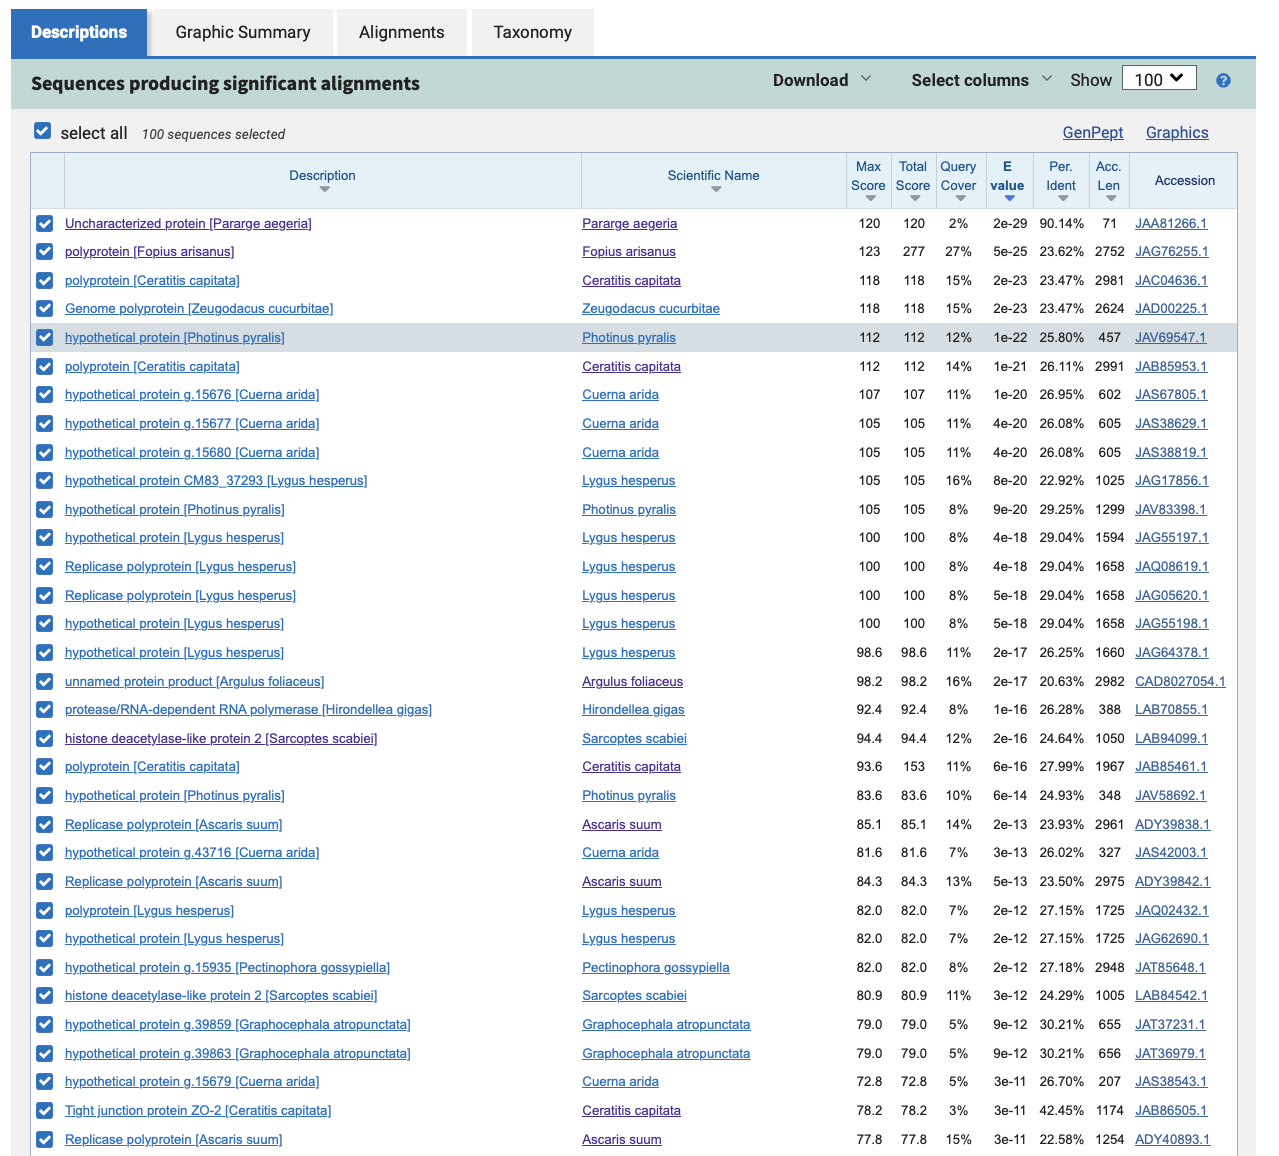 Descriptions Graphic Summary Alignments Taxonomy
Sequences producing significant alignments Download Select columns Show 100 ?
select all 100 sequences selected GenPept Graphics
Description Scientific Name Max Score Total Score Query Cover E value Per. Ident Acc. Len Accession
Uncharacterized protein [Pararge aegeria] Pararge aegeria 120 120 2% 2e-29 90.14% 71 JAA81266.1
polyprotein [Fopius arisanus] Fopius arisanus 123 277 27% 5e-25 23.62% 2752 JAG76255.1
polyprotein [Ceratitis capitata] Ceratitis capitata 118 118 15% 2e-23 23.47% 2981 JAC04636.1
Genome polyprotein [Zeugodacus cucurbitae] Zeugodacus cucurbitae 118 118 15% 2e-23 23.47% 2624 JAD00225.1
hypothetical protein [Photinus pyralis] Photinus pyralis 112 112 12% 1e-22 25.80% 457 JAV69547.1
polyprotein [Ceratitis capitata] Ceratitis capitata 112 112 14% 1e-21 26.11% 2991 JAB85953.1
hypothetical protein g.15676 [Cuerna arida] Cuerna arida 107 107 11% 1e-20 26.95% 602 JAS67805.1
hypothetical protein g.15677 [Cuerna arida] Cuerna arida 105 105 11% 4e-20 26.08% 605 JAS38629.1
hypothetical protein g.15680 [Cuerna arida] Cuerna arida 105 105 11% 4e-20 26.08% 605 JAS38819.1
hypothetical protein CM83_37293 [Lygus hesperus] Lygus hesperus 105 105 16% 8e-20 22.92% 1025 JAG17856.1
hypothetical protein [Photinus pyralis] Photinus pyralis 105 105 8% 9e-20 29.25% 1299 JAV83398.1
hypothetical protein [Lygus hesperus] Lygus hesperus 100 100 8% 4e-18 29.04% 1594 JAG55197.1
Replicase polyprotein [Lygus hesperus] Lygus hesperus 100 100 8% 4e-18 29.04% 1658 JAQ08619.1
Replicase polyprotein [Lygus hesperus] Lygus hesperus 100 100 8% 5e-18 29.04% 1658 JAG05620.1
hypothetical protein [Lygus hesperus] Lygus hesperus 100 100 8% 5e-18 29.04% 1658 JAG55198.1
hypothetical protein [Lygus hesperus] Lygus hesperus 98.6 98.6 11% 2e-17 26.25% 1660 JAG64378.1
unnamed protein product [Argulus foliaceus] Argulus foliaceus 98.2 98.2 16% 2e-17 20.63% 2982 CAD8027054.1
protease/RNA-dependent RNA polymerase [Hirondellea gigas] Hirondellea gigas 92.4 92.4 8% 1e-16 26.28% 388 LAB70855.1
histone deacetylase-like protein 2 [Sarcoptes scabiei] Sarcoptes scabiei 94.4 94.4 12% 2e-16 24.64% 1050 LAB94099.1
polyprotein [Ceratitis capitata] Ceratitis capitata 93.6 153 11% 6e-16 27.99% 1967 JAB85461.1
hypothetical protein [Photinus pyralis] Photinus pyralis 83.6 83.6 10% 6e-14 24.93% 348 JAV58692.1
Replicase polyprotein [Ascaris suum] Ascaris suum 85.1 85.1 14% 2e-13 23.93% 2961 ADY39838.1
hypothetical protein g.43716 [Cuerna arida] Cuerna arida 81.6 81.6 7% 3e-13 26.02% 327 JAS42003.1
Replicase polyprotein [Ascaris suum] Ascaris suum 84.3 84.3 13% 5e-13 23.50% 2975 ADY39842.1
polyprotein [Lygus hesperus] Lygus hesperus 82.0 82.0 7% 2e-12 27.15% 1725 JAQ02432.1
hypothetical protein [Lygus hesperus] Lygus hesperus 82.0 82.0 7% 2e-12 27.15% 1725 JAG62690.1
hypothetical protein g.15935 [Pectinophora gossypiella] Pectinophora gossypiella 82.0 82.0 8% 2e-12 27.18% 2948 JAT85648.1
histone deacetylase-like protein 2 [Sarcoptes scabiei] Sarcoptes scabiei 80.9 80.9 11% 3e-12 24.29% 1005 LAB84542.1
hypothetical protein g.39859 [Graphocephala atropunctata] Graphocephala atropunctata 79.0 79.0 5% 9e-12 30.21% 655 JAT37231.1
hypothetical protein g.39863 [Graphocephala atropunctata] Graphocephala atropunctata 79.0 79.0 5% 9e-12 30.21% 656 JAT36979.1
hypothetical protein g.15679 [Cuerna arida] Cuerna arida 72.8 72.8 5% 3e-11 26.70% 207 JAS38543.1
Tight junction protein ZO-2 [Ceratitis capitata] Ceratitis capitata 78.2 78.2 3% 3e-11 42.45% 1174 JAB86505.1
Replicase polyprotein [Ascaris suum] Ascaris suum 77.8 77.8 15% 3e-11 22.58% 1254 ADY40893.1